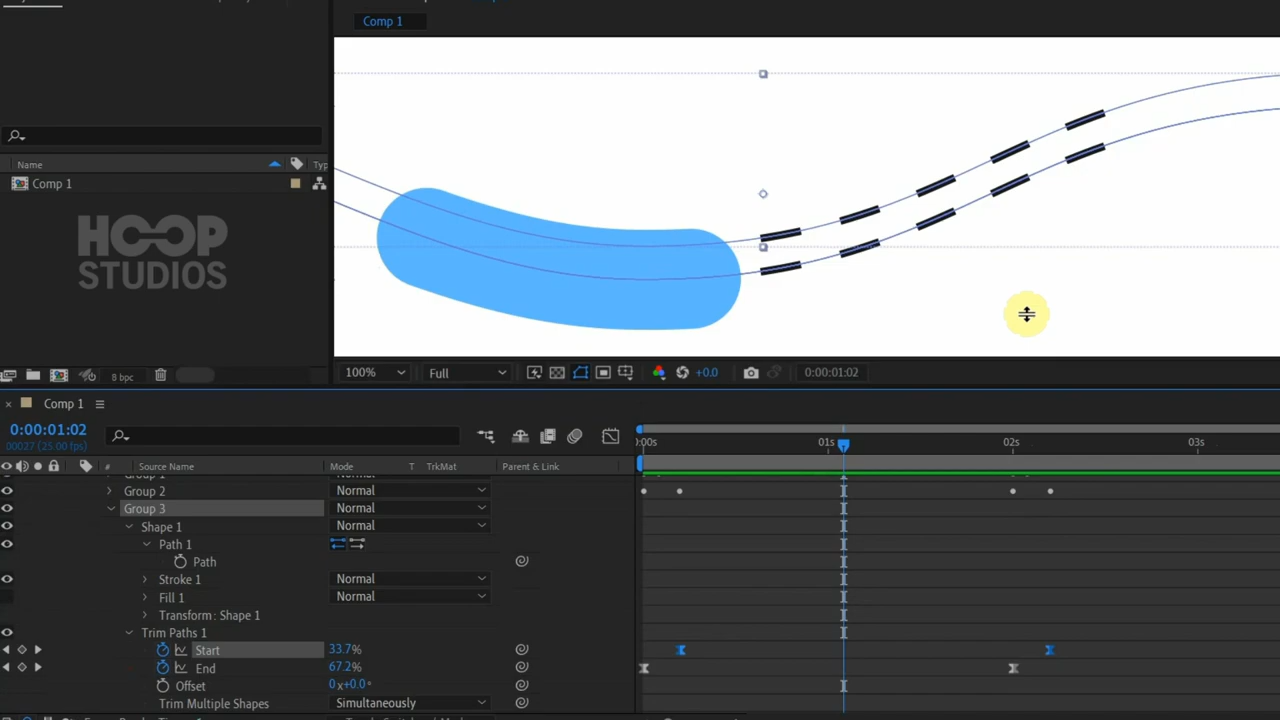 Comp 1
Name
Typ
Comp 1
HOOP
STUDIOS
8 bpc
100%
Full
+0.0
0:00:01:02
Comp 1
0:00:01:02
00027 (25.00 fps)
:00s
01s
02s
03s
#
Source Name
Mode
T
TrkMat
Parent & Link
Group 2
Normal
Group 3
Normal
Shape 1
Normal
Path 1
Path
Stroke 1
Normal
Fill 1
Normal
Transform: Shape 1
Trim Paths 1
Start
33.7%
End
67.2%
Offset
0x+0.0°
Trim Multiple Shapes
Simultaneously